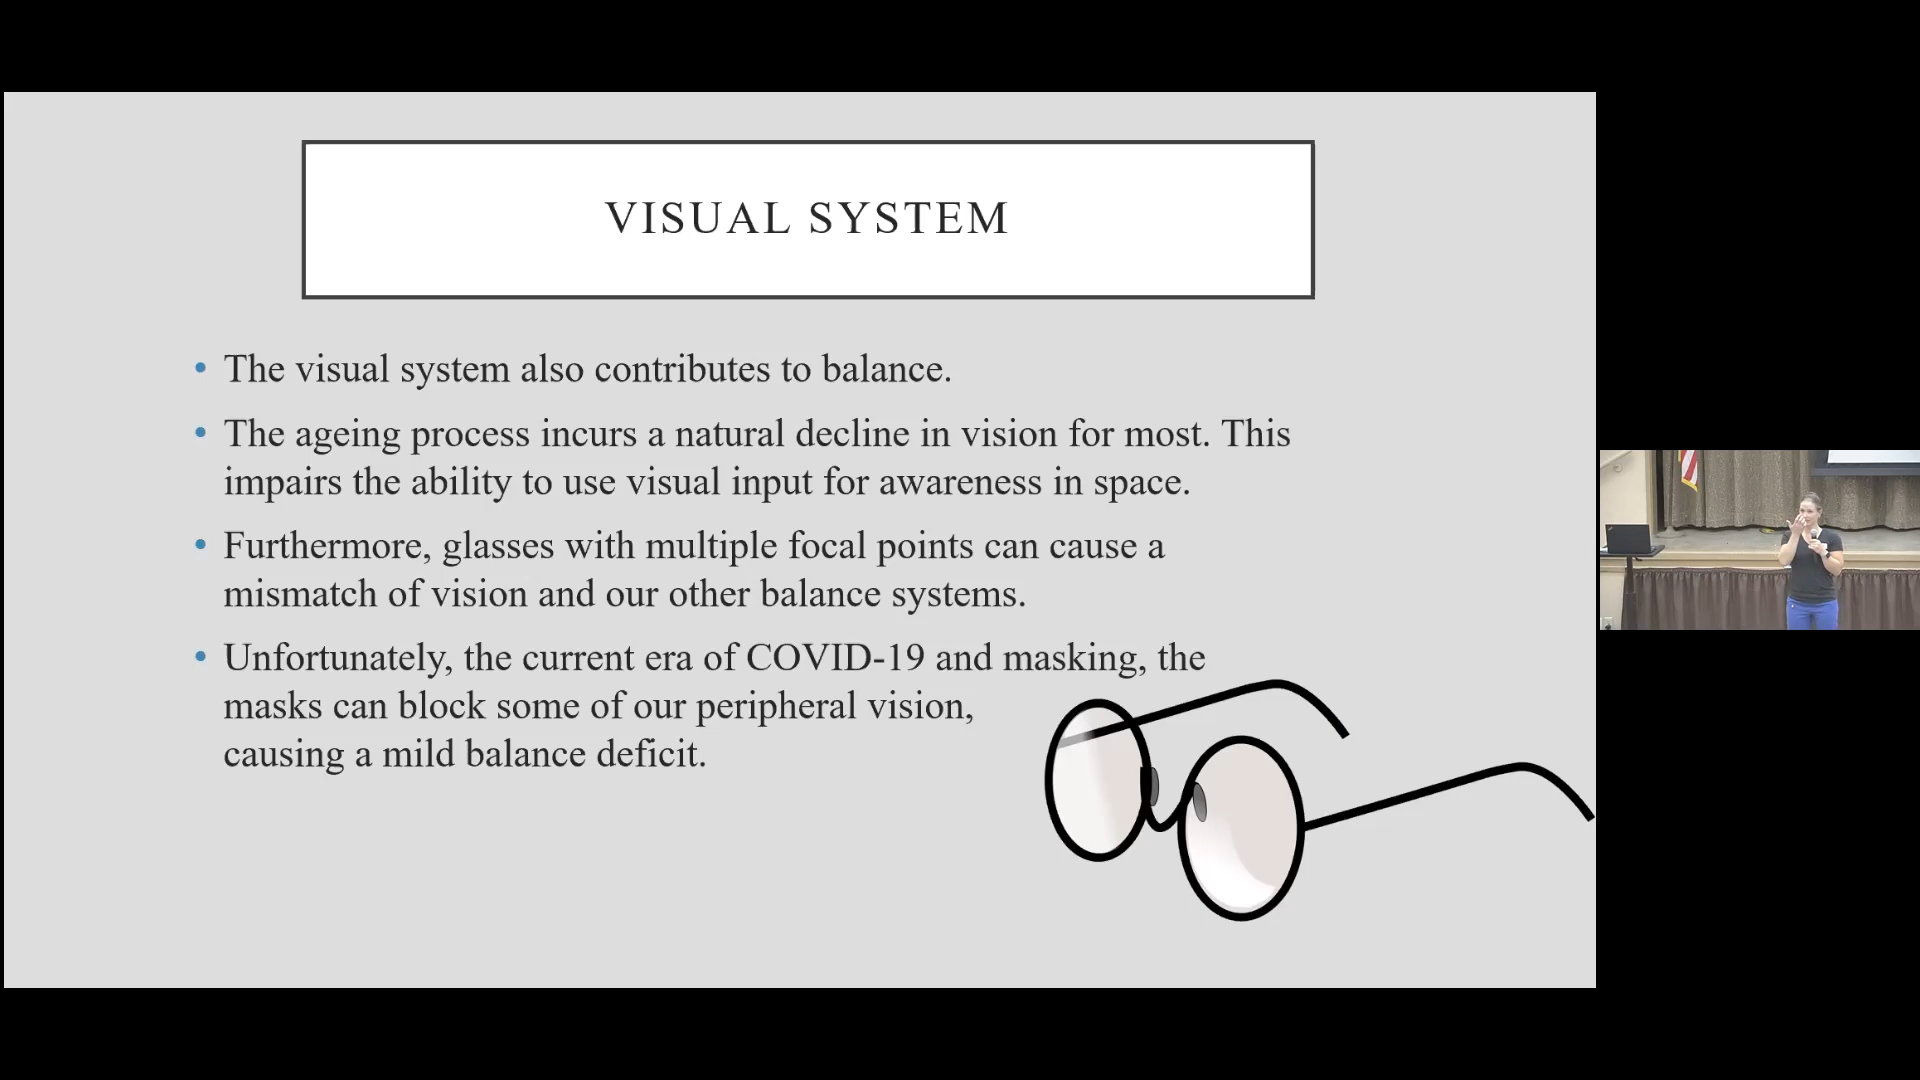 VISUAL SYSTEM
• The visual system also contributes to balance.
• The ageing process incurs a natural decline in vision for most. This
impairs the ability to use visual input for awareness in space.
• Furthermore, glasses with multiple focal points can cause a
mismatch of vision and our other balance systems.
• Unfortunately, the current era of COVID-19 and masking, the
masks can block some of our peripheral vision,
causing a mild balance deficit.